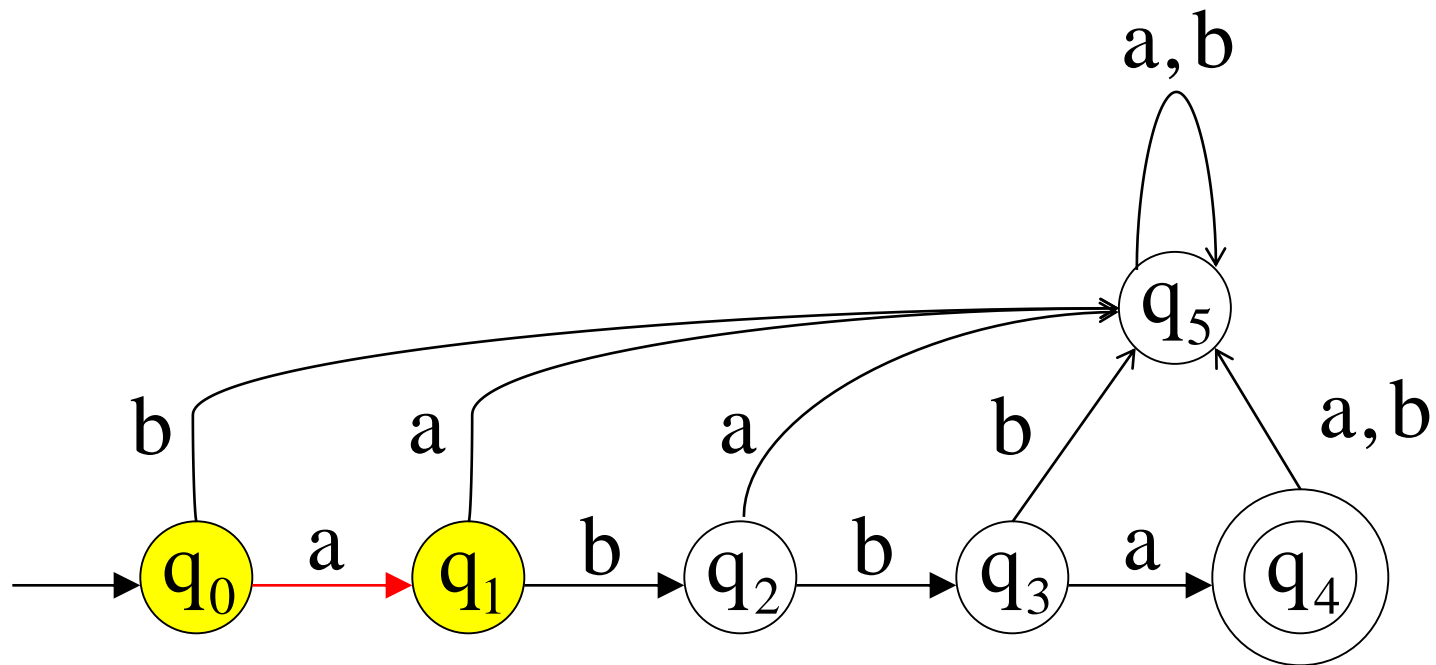 a, b
q₅
b a a b a, b
q₀ a q₁ b q₂ b q₃ a q₄